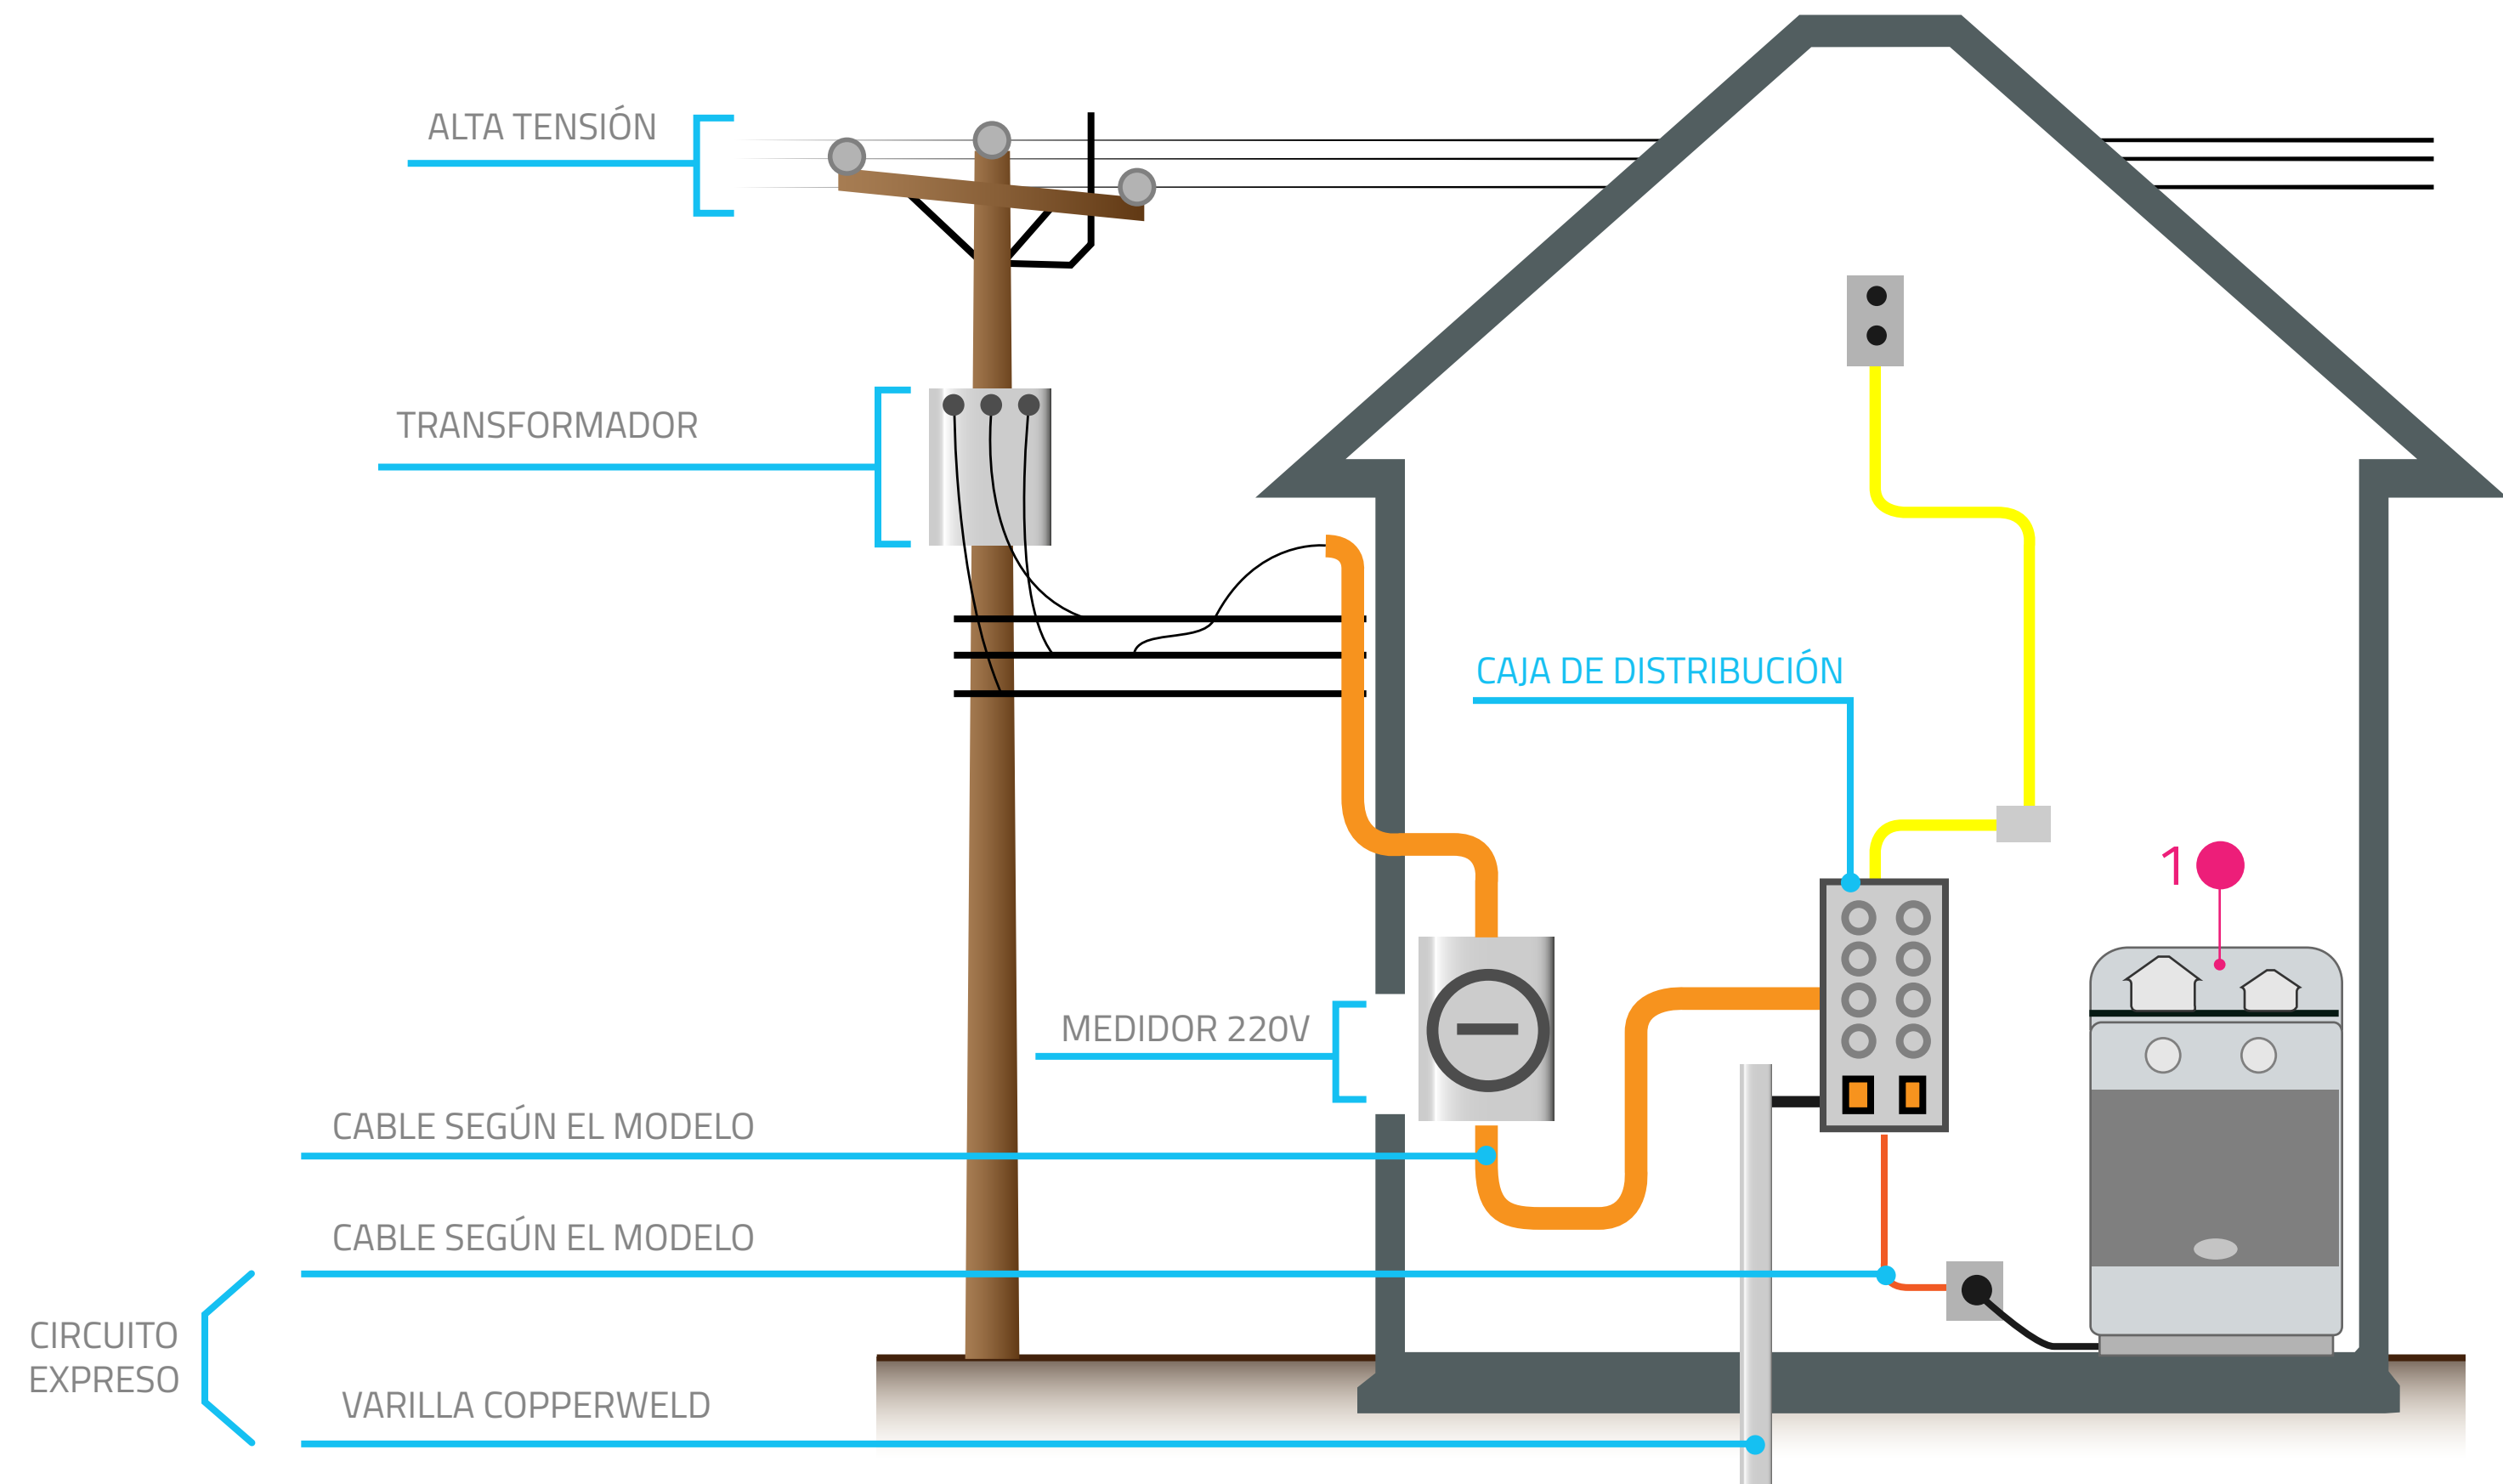 ALTA TENSIÓN
TRANSFORMADOR
CAJA DE DISTRIBUCIÓN
1
MEDIDOR 220V
CABLE SEGÚN EL MODELO
CABLE SEGÚN EL MODELO
CIRCUITO
EXPRESO
VARILLA COPPERWELD